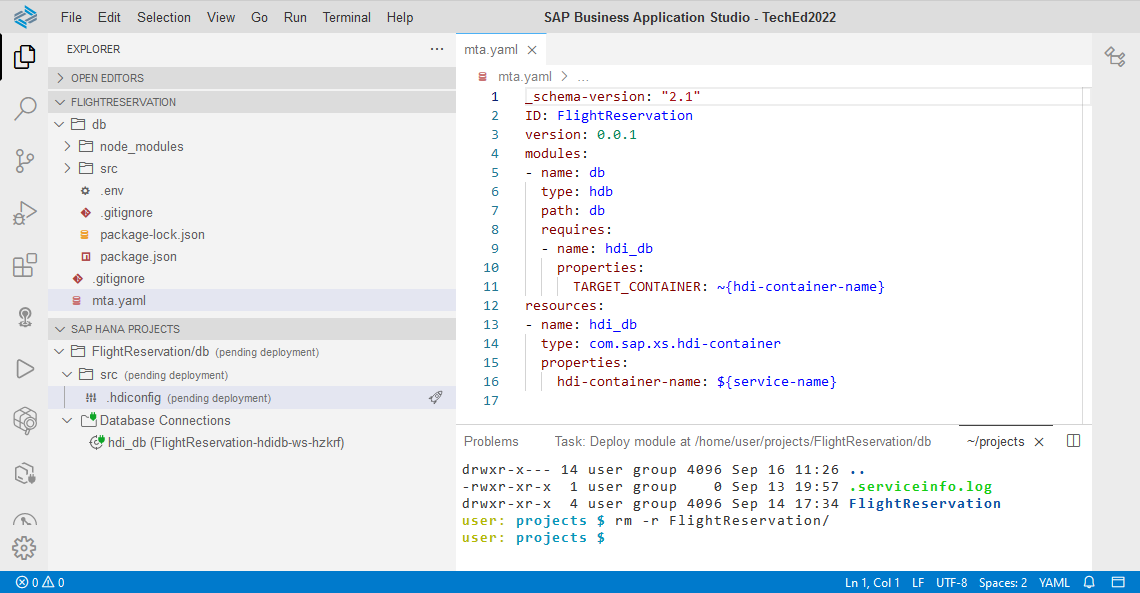 File Edit Selection View Go Run Terminal Help SAP Business Application Studio - TechEd2022
EXPLORER
OPEN EDITORS
FLIGHTRESERVATION
db
node_modules
src
.env
.gitignore
package-lock.json
package.json
.gitignore
mta.yaml
SAP HANA PROJECTS
FlightReservation/db (pending deployment)
src (pending deployment)
.hdiconfig (pending deployment)
Database Connections
hdi_db (FlightReservation-hdidb-ws-hzkrf)
mta.yaml
mta.yaml > ...
1 _schema-version: "2.1"
2 ID: FlightReservation
3 version: 0.0.1
4 modules:
5 - name: db
6 type: hdb
7 path: db
8 requires:
9 - name: hdi_db
10 properties:
11 TARGET_CONTAINER: ~{hdi-container-name}
12 resources:
13 - name: hdi_db
14 type: com.sap.xs.hdi-container
15 properties:
16 hdi-container-name: ${service-name}
17
Problems Task: Deploy module at /home/user/projects/FlightReservation/db ~/projects
drwxr-x--- 14 user group 4096 Sep 16 11:26 ..
-rwxr-xr-x 1 user group 0 Sep 13 19:57 .serviceinfo.log
drwxr-xr-x 4 user group 4096 Sep 14 17:34 FlightReservation
user: projects $ rm -r FlightReservation/
user: projects $
0 0 Ln 1, Col 1 LF UTF-8 Spaces: 2 YAML